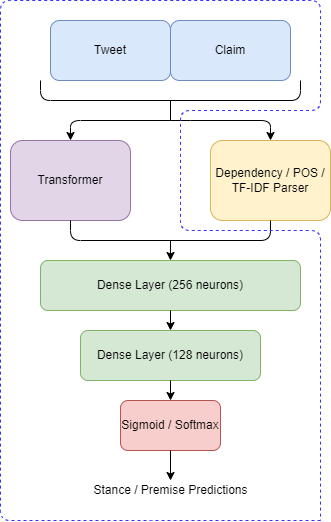 Tweet
Claim
Transformer
Dependency / POS /
TF-IDF Parser
Dense Layer (256 neurons)
Dense Layer (128 neurons)
Sigmoid / Softmax
Stance / Premise Predictions